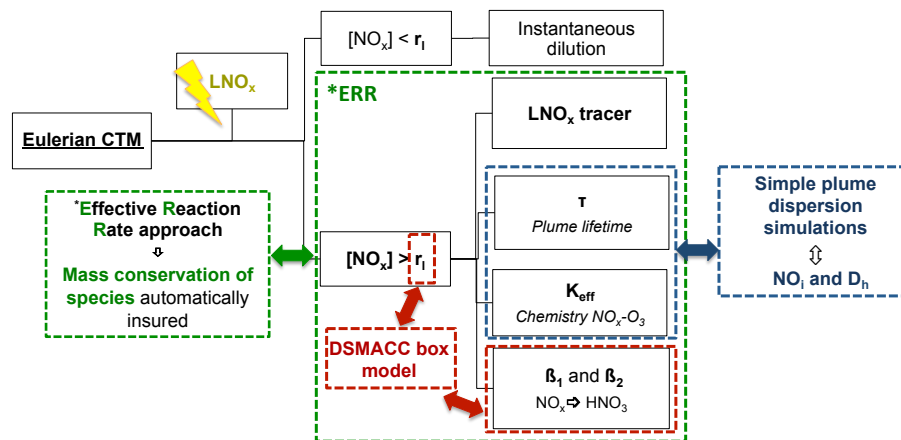 [NOₓ] < rₗ
Instantaneous
dilution
LNOₓ
*ERR
LNOₓ tracer
Eulerian CTM
*Effective Reaction
Rate approach
Mass conservation of
species automatically
insured
[NOₓ] > rₗ
τ
Plume lifetime
Simple plume
dispersion
simulations
NOᵢ and Dₕ
Keff
Chemistry NOₓ-O₃
DSMACC box
model
ß₁ and ß₂
NOₓ ➩ HNO₃